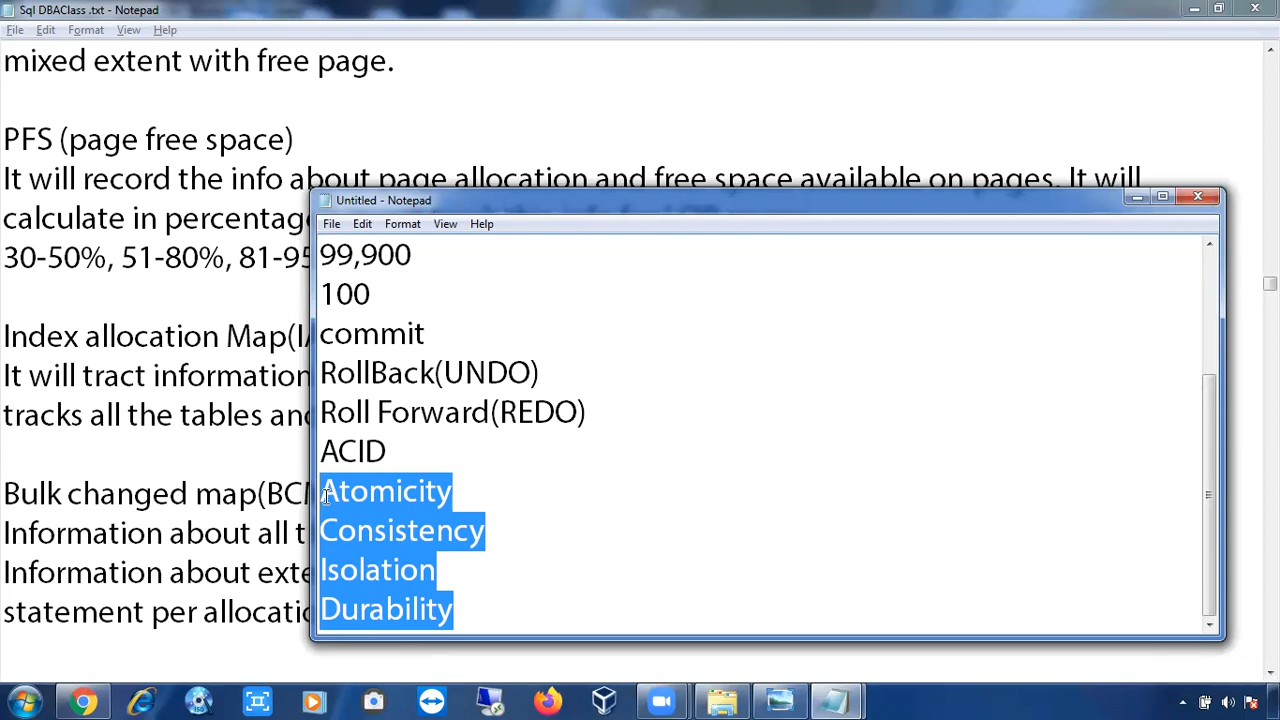 Sql DBAClass .txt - Notepad
File Edit Format View Help
mixed extent with free page.
PFS (page free space)
It will record the info about page allocation and free space available on pages. It will
calculate in percentage
30-50%, 51-80%, 81-95
Index allocation Map(IA
It will tract information
tracks all the tables and
Bulk changed map(BCM
Information about all t
Information about exte
statement per allocatio
Untitled - Notepad
File Edit Format View Help
99,900
100
commit
RollBack(UNDO)
Roll Forward(REDO)
ACID
Atomicity
Consistency
Isolation
Durability